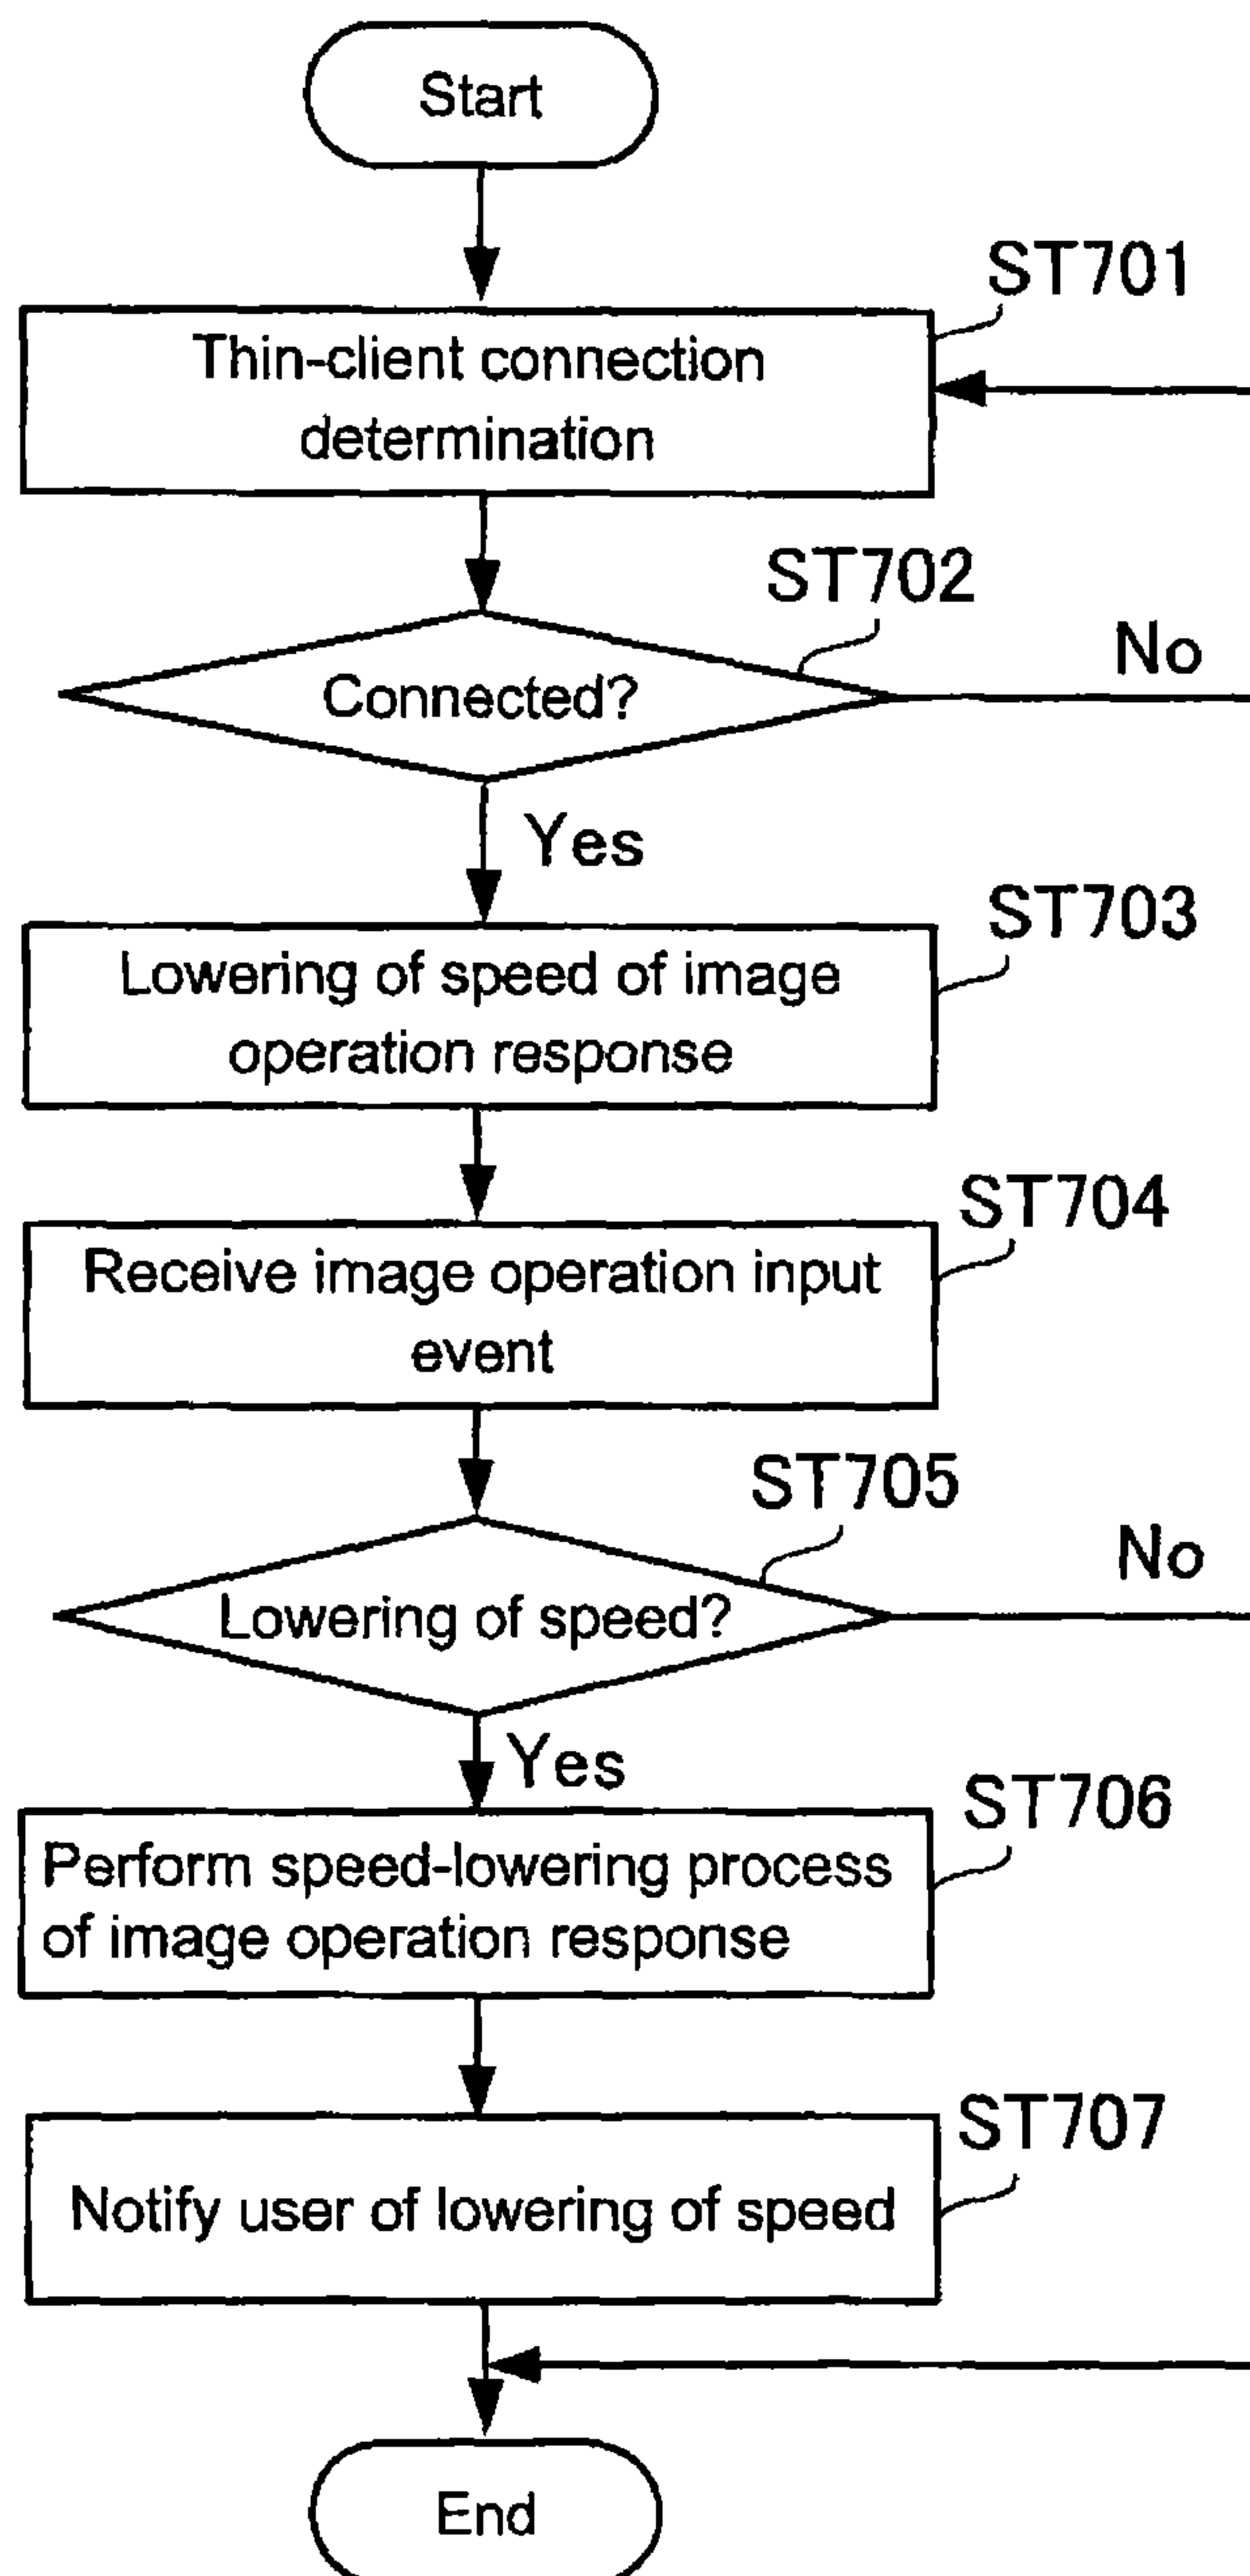 Start
ST701
Thin-client connection
determination
ST702
Connected?
No
Yes
ST703
Lowering of speed of image
operation response
ST704
Receive image operation input
event
ST705
Lowering of speed?
No
Yes
ST706
Perform speed-lowering process
of image operation response
ST707
Notify user of lowering of speed
End